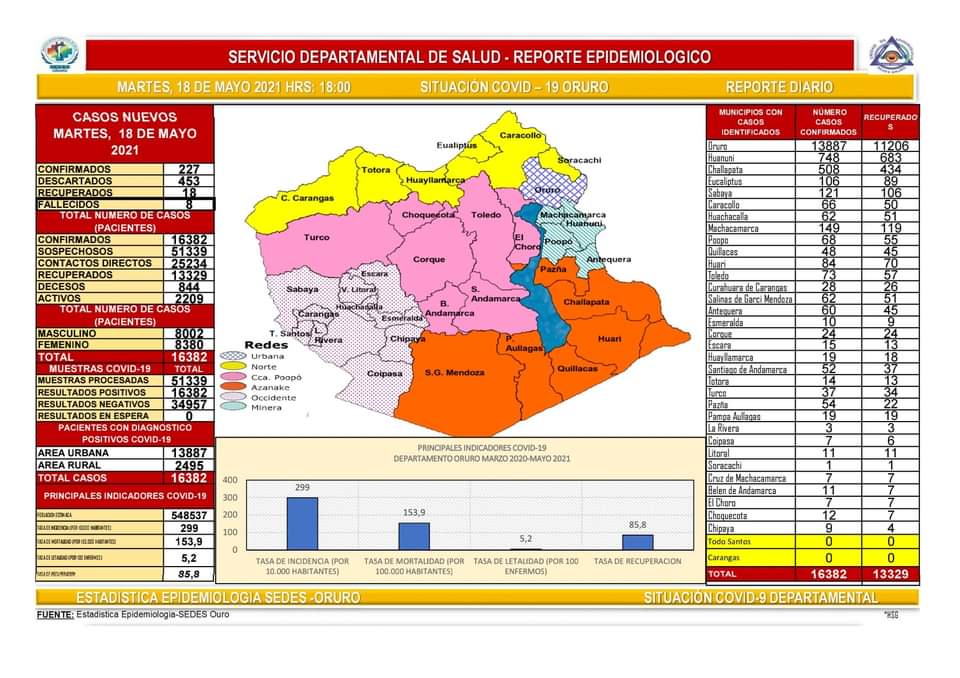 SERVICIO DEPARTAMENTAL DE SALUD - REPORTE EPIDEMIOLOGICO
MARTES, 18 DE MAYO 2021 HRS: 18:00 SITUACIÓN COVID – 19 ORURO REPORTE DIARIO
CASOS NUEVOS
MARTES, 18 DE MAYO
2021
CONFIRMADOS 227
DESCARTADOS 453
RECUPERADOS 18
FALLECIDOS 8
TOTAL NUMERO DE CASOS
(PACIENTES)
CONFIRMADOS 16382
SOSPECHOSOS 51339
CONTACTOS DIRECTOS 25234
RECUPERADOS 13329
DECESOS 844
ACTIVOS 2209
TOTAL NUMERO DE CASOS
(PACIENTES)
MASCULINO 8002
FEMENINO 8380
TOTAL 16382
MUESTRAS COVID-19 TOTAL
MUESTRAS PROCESADAS 51339
RESULTADOS POSITIVOS 16382
RESULTADOS NEGATIVOS 34957
RESULTADOS EN ESPERA 0
PACIENTES CON DIAGNOSTICO
POSITIVOS COVID-19
AREA URBANA 13887
AREA RURAL 2495
TOTAL CASOS 16382
PRINCIPALES INDICADORES COVID-19
POBLACION ESTIMADA 548537
TASA DE INCIDENCIA (POR 10.000 HABITANTES) 299
TASA DE MORTALIDAD (POR 100.000 HABITANTES) 153,9
TASA DE LETALIDAD (POR 100 ENFERMOS) 5,2
TASA DE RECUPERACION 85,8
Caracollo
Eualiptus
Soracachi
Totora
Huayllamarca
Oruro
C. Carangas
Choquecota
Toledo
Machacamarca
Huanuni
Turco
El
Choro
Poopó
Antequera
Corque
Pazña
Escara
Sabaya
V. Litoral
S.
Andamarca
Huachacalla
B.
Andamarca
Challapata
Carangas
Esmeralda
T. Santos
L.
Rivera
Chipaya
P.
Aullagas
Huari
Coipasa
S.G. Mendoza
Quillacas
Redes
Urbana
Norte
Cca. Poopó
Azanake
Occidente
Minera
PRINCIPALES INDICADORES COVID-19
DEPARTAMENTO ORURO MARZO 2020-MAYO 2021
400
300
200
100
0
299
153,9
5,2
85,8
TASA DE INCIDENCIA (POR
10.000 HABITANTES)
TASA DE MORTALIDAD (POR
100.000 HABITANTES)
TASA DE LETALIDAD (POR 100
ENFERMOS)
TASA DE RECUPERACION
MUNICIPIOS CON
CASOS
IDENTIFICADOS
NÚMERO
CASOS
CONFIRMADOS
RECUPERADO
S
Oruro 13887 11206
Huanuni 748 683
Challapata 508 434
Eucaliptus 106 89
Sabaya 121 106
Caracollo 66 50
Huachacalla 62 51
Machacamarca 149 119
Poopo 68 55
Quillacas 48 45
Huari 84 70
Toledo 73 57
Curahuara de Carangas 28 26
Salinas de Garci Mendoza 62 51
Antequera 60 45
Esmeralda 10 9
Corque 24 24
Escara 15 13
Huayllamarca 19 18
Santiago de Andamarca 52 37
Totora 14 13
Turco 37 34
Pazña 54 22
Pampa Aullagas 19 19
La Rivera 3 3
Coipasa 7 6
Litoral 11 11
Soracachi 1 1
Cruz de Machacamarca 7 7
Belen de Andamarca 11 7
El Choro 7 7
Choquecota 12 7
Chipaya 9 4
Todo Santos 0 0
Carangas 0 0
TOTAL 16382 13329
ESTADISTICA EPIDEMIOLOGIA SEDES -ORURO SITUACIÓN COVID-9 DEPARTAMENTAL
FUENTE: Estadistica Epidemiologia-SEDES Ouro *HSG